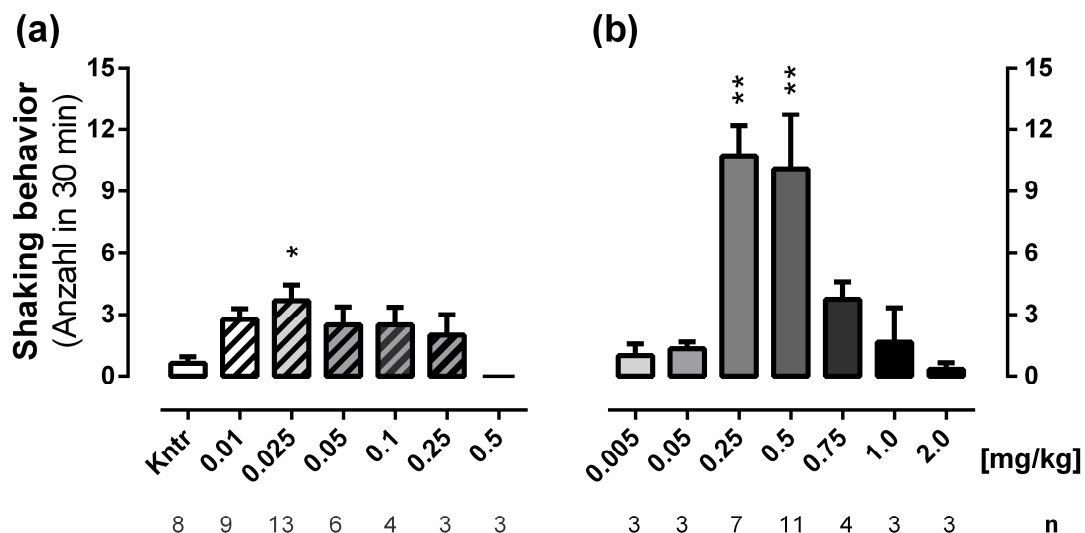 (a)
(b)
Shaking behavior
(Anzahl in 30 min)
15
12
9
6
3
0
*
**
**
15
12
9
6
3
0
Kntr 0.01 0.025 0.05 0.1 0.25 0.5
0.005 0.05 0.25 0.5 0.75 1.0 2.0 [mg/kg]
8 9 13 6 4 3 3
3 3 7 11 4 3 3 n